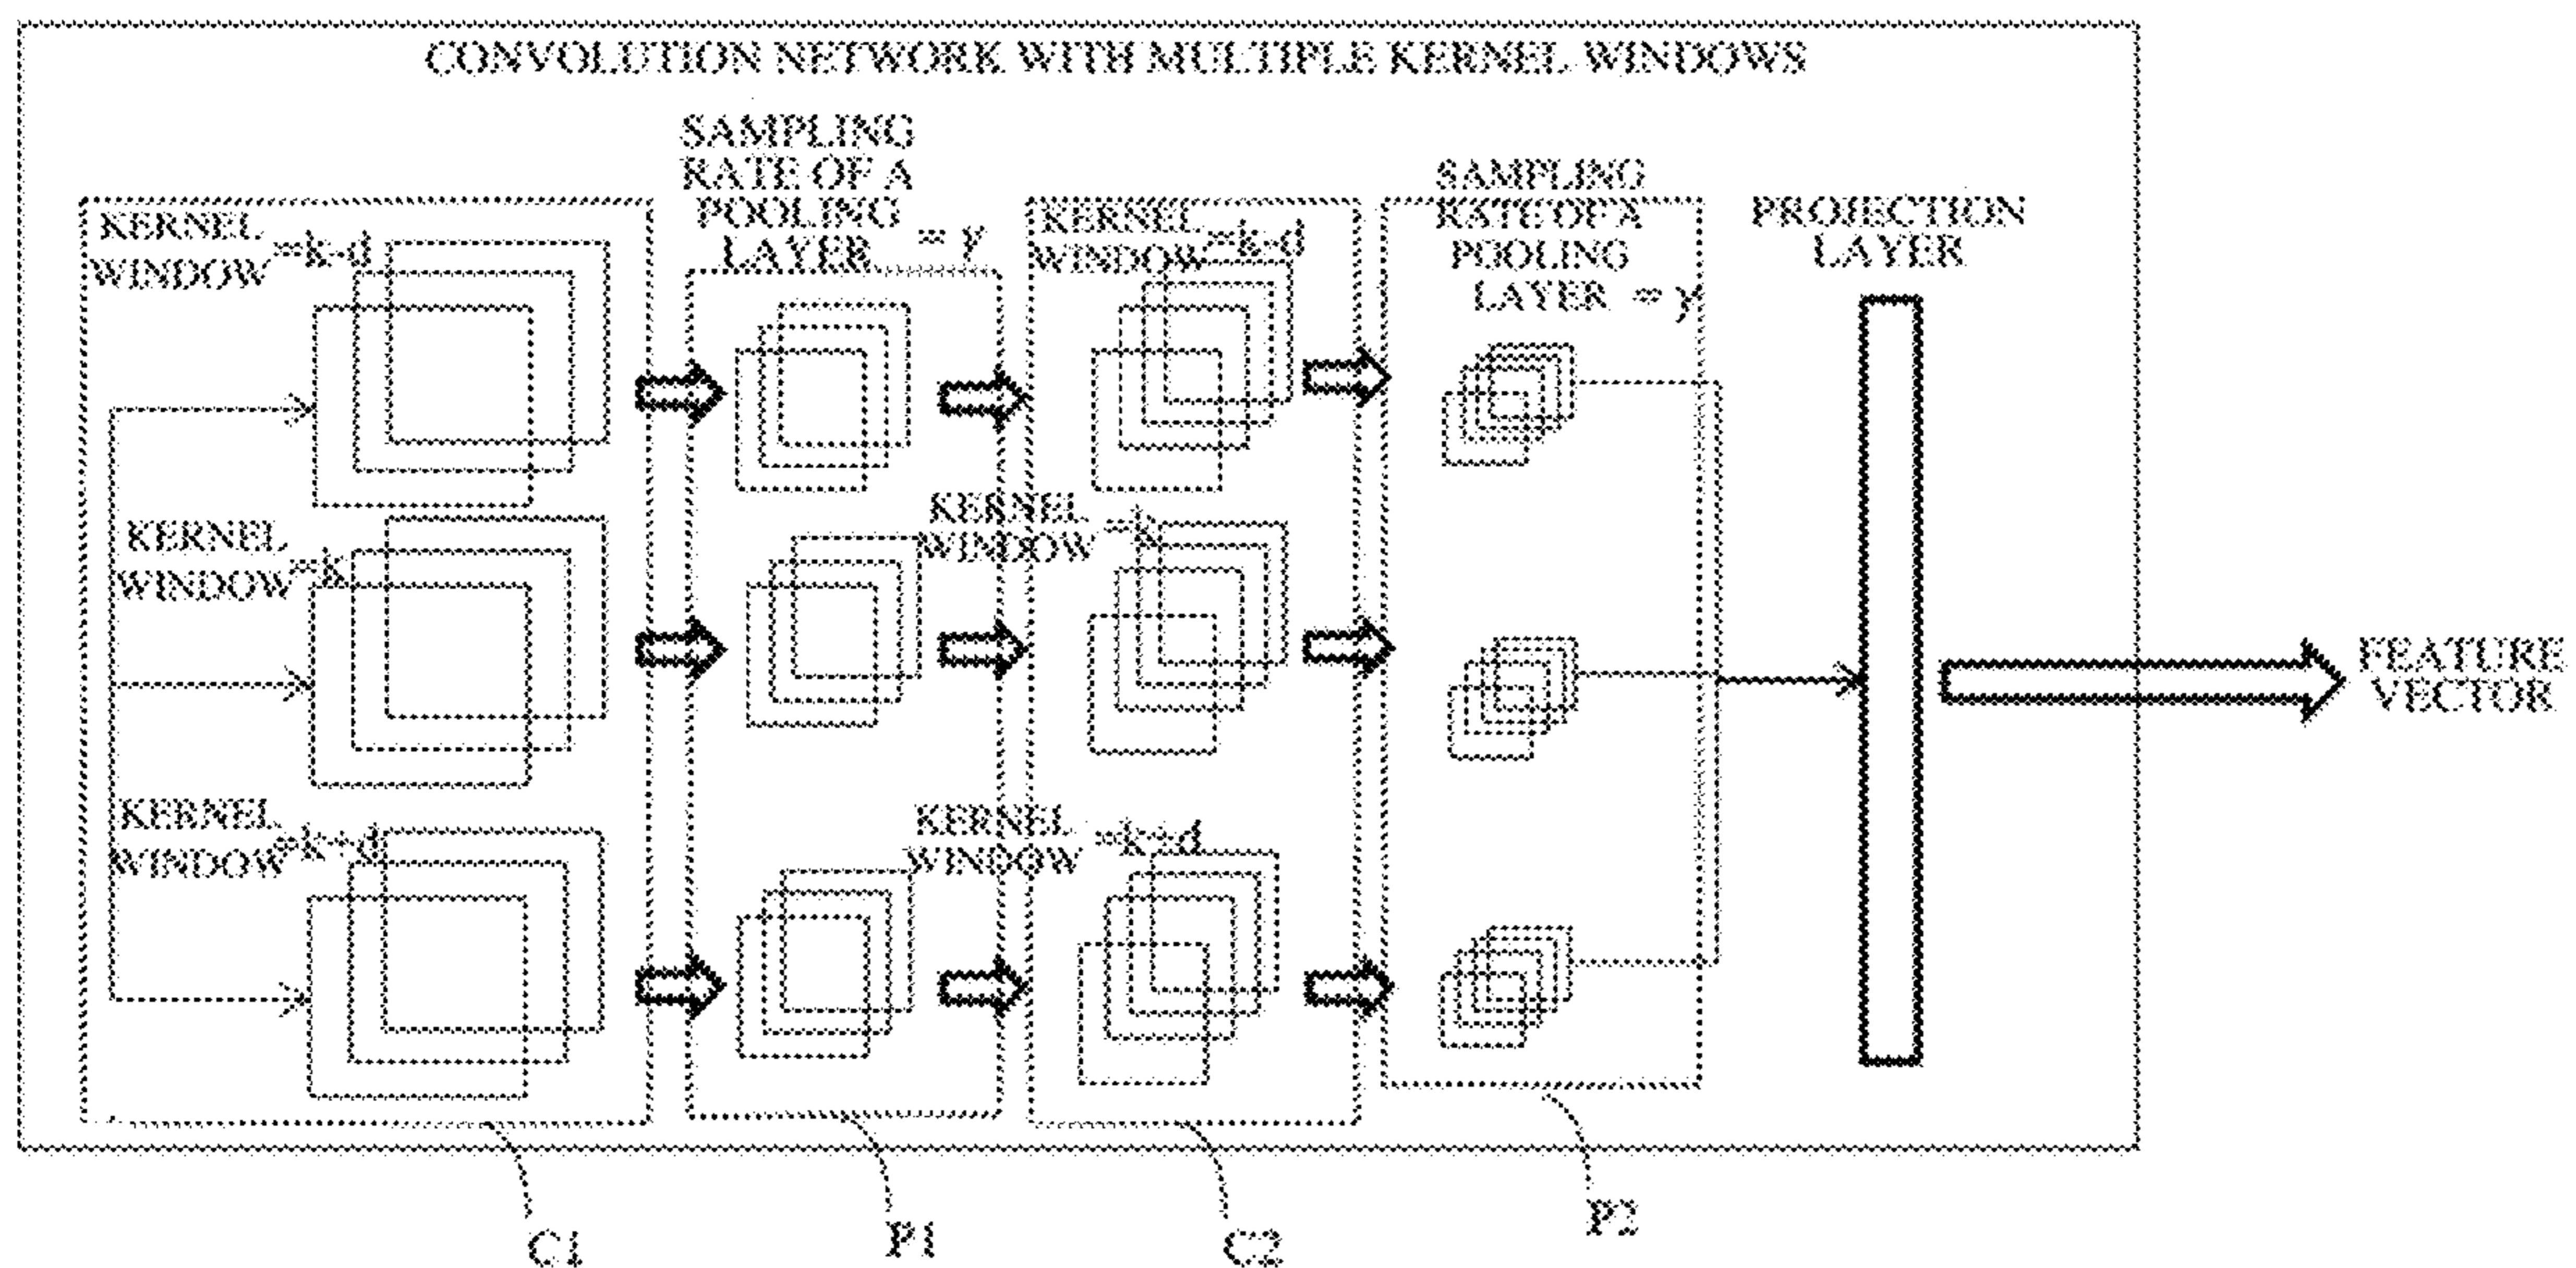 CONVOLUTION NETWORK WITH MULTIPLE KERNEL WINDOWS
SAMPLING
RATE OF A
POOLING
LAYER = γ
KERNEL
WINDOW =k-d
KERNEL
WINDOW =k
KERNEL
WINDOW =k+d
KERNEL
WINDOW =k-d
KERNEL
WINDOW =k
KERNEL
WINDOW =k+d
SAMPLING
RATE OF A
POOLING
LAYER = γ
PROJECTION
LAYER
FEATURE
VECTOR
C1
P1
C2
P2